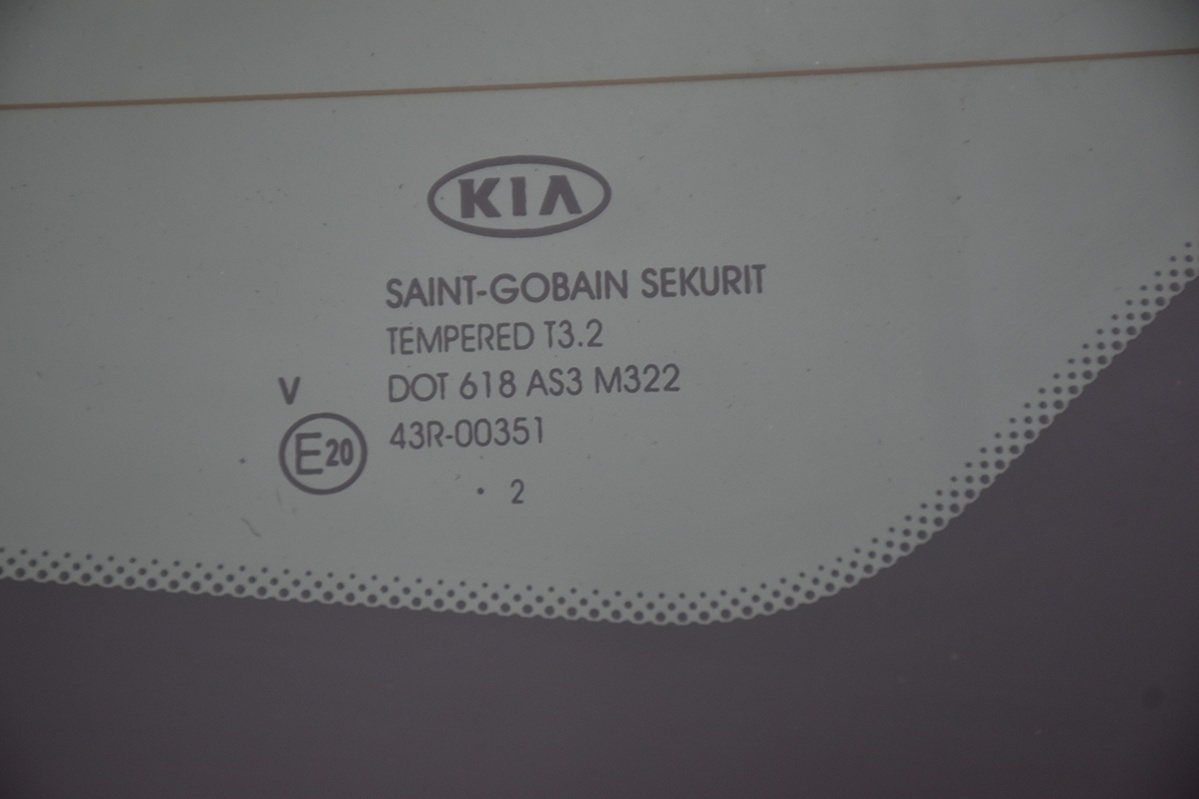 KIA
SAINT-GOBAIN SEKURIT
TEMPERED T3.2
V DOT 618 AS3 M322
E20 43R-00351
· 2